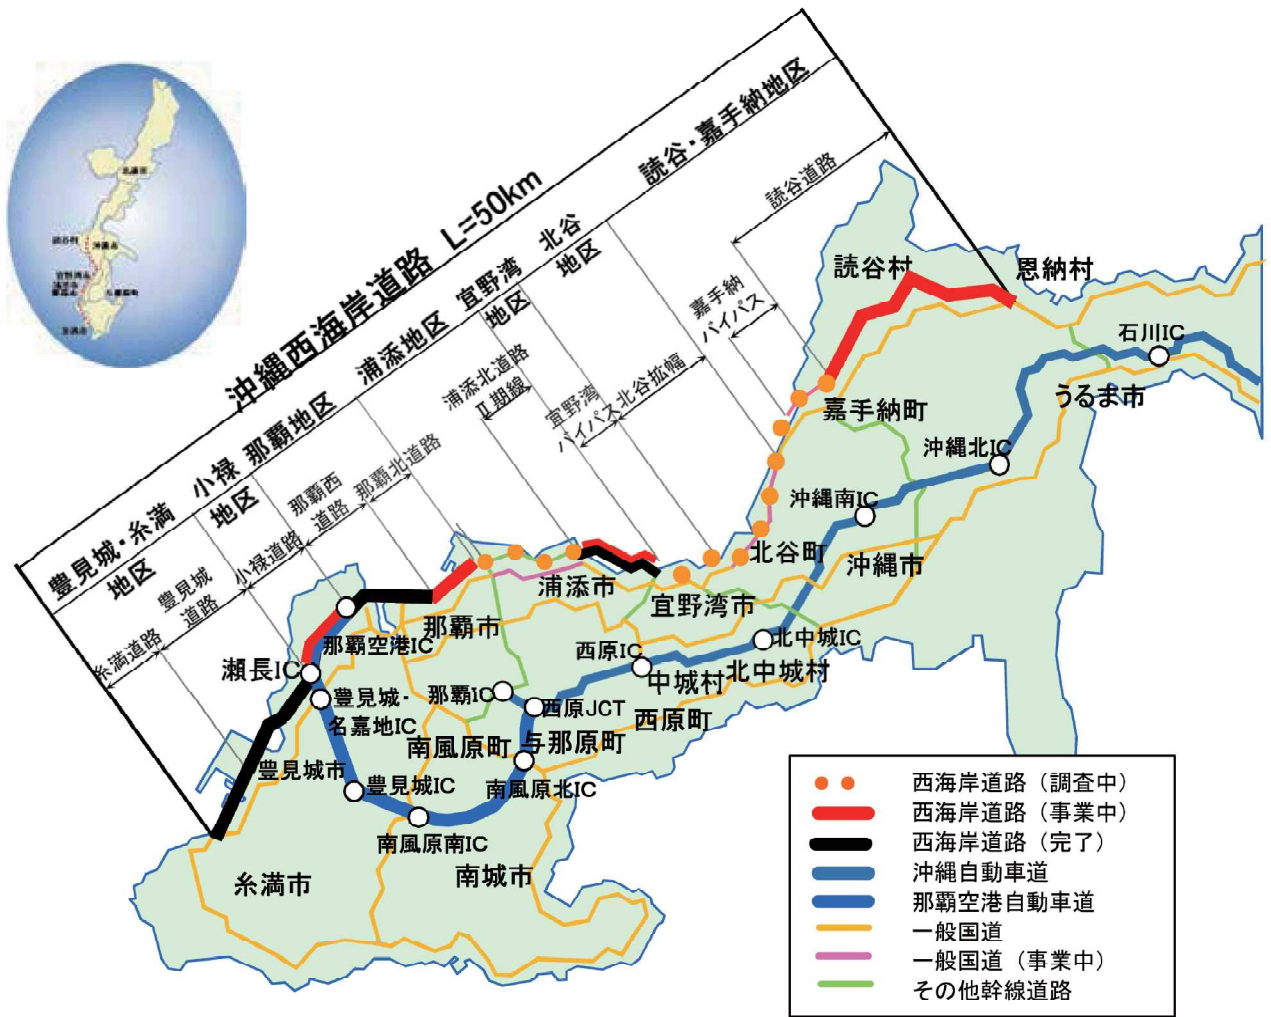 沖縄西海岸道路 L=50km
豊見城・糸満
地区
小禄
地区
那覇地区
浦添地区
宜野湾
地区
北谷
地区
読谷・嘉手納地区
糸満道路
豊見城
道路
小禄道路
那覇西
道路
那覇北道路
浦添北道路
Ⅱ期線
宜野湾
バイパス
北谷拡幅
嘉手納
バイパス
読谷道路
読谷村
恩納村
石川IC
うるま市
嘉手納町
沖縄北IC
沖縄南IC
北谷町
沖縄市
浦添市
宜野湾市
那覇市
那覇空港IC
西原IC
北中城IC
瀬長IC
中城村
北中城村
豊見城・
名嘉地IC
那覇IC
西原JCT
西原町
南風原町
与那原町
豊見城市
豊見城IC
南風原北IC
南風原南IC
糸満市
南城市
西海岸道路（調査中）
西海岸道路（事業中）
西海岸道路（完了）
沖縄自動車道
那覇空港自動車道
一般国道
一般国道（事業中）
その他幹線道路